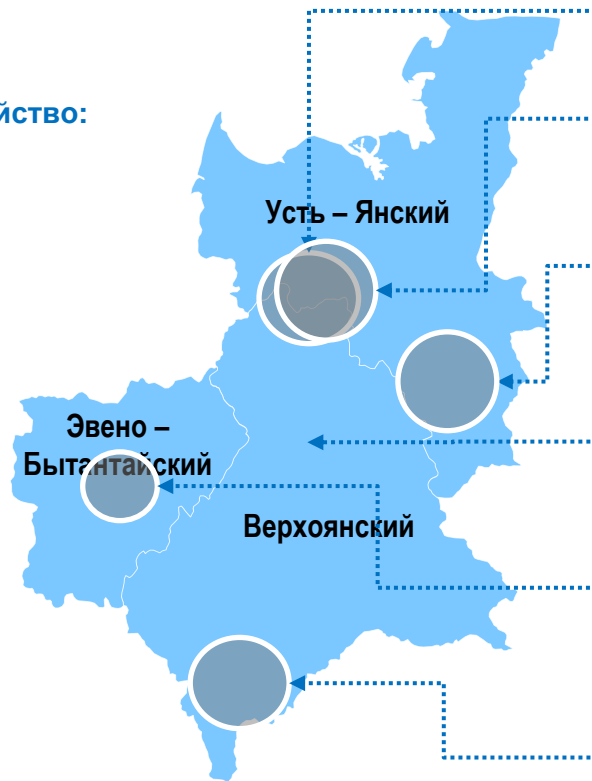 йство:
Усть – Янский
Эвено –
Бытантайский
Верхоянский